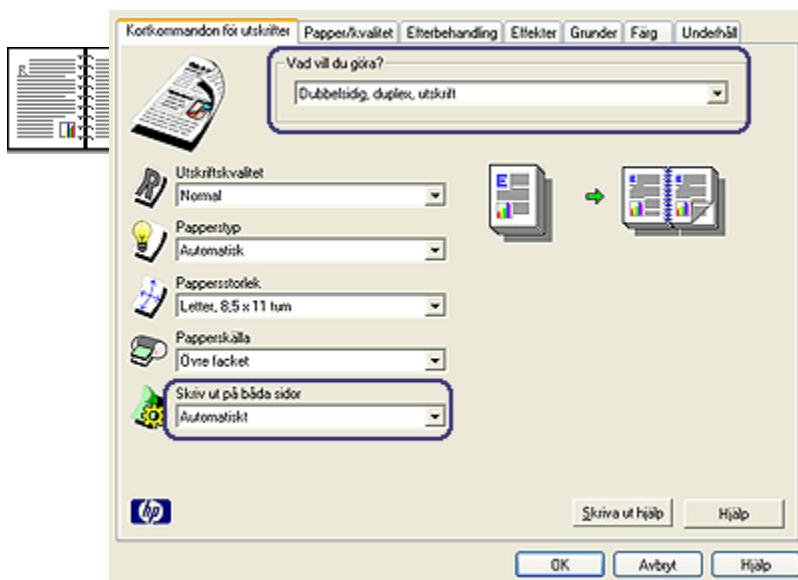 Kortkommandon för utskrifter Papper/kvalitet Efterbehandling Effekter Grunder Färg Underhåll
Vad vill du göra?
Dubbelsidig, duplex, utskrift
Utskriftskvalitet
Normal
Papperstyp
Automatisk
Pappersstorlek
Letter, 8,5 x 11 tum
Papperskälla
Övre facket
Skriv ut på båda sidor
Automatiskt
hp
Skriva ut hjälp Hjälp
OK Avbryt Hjälp